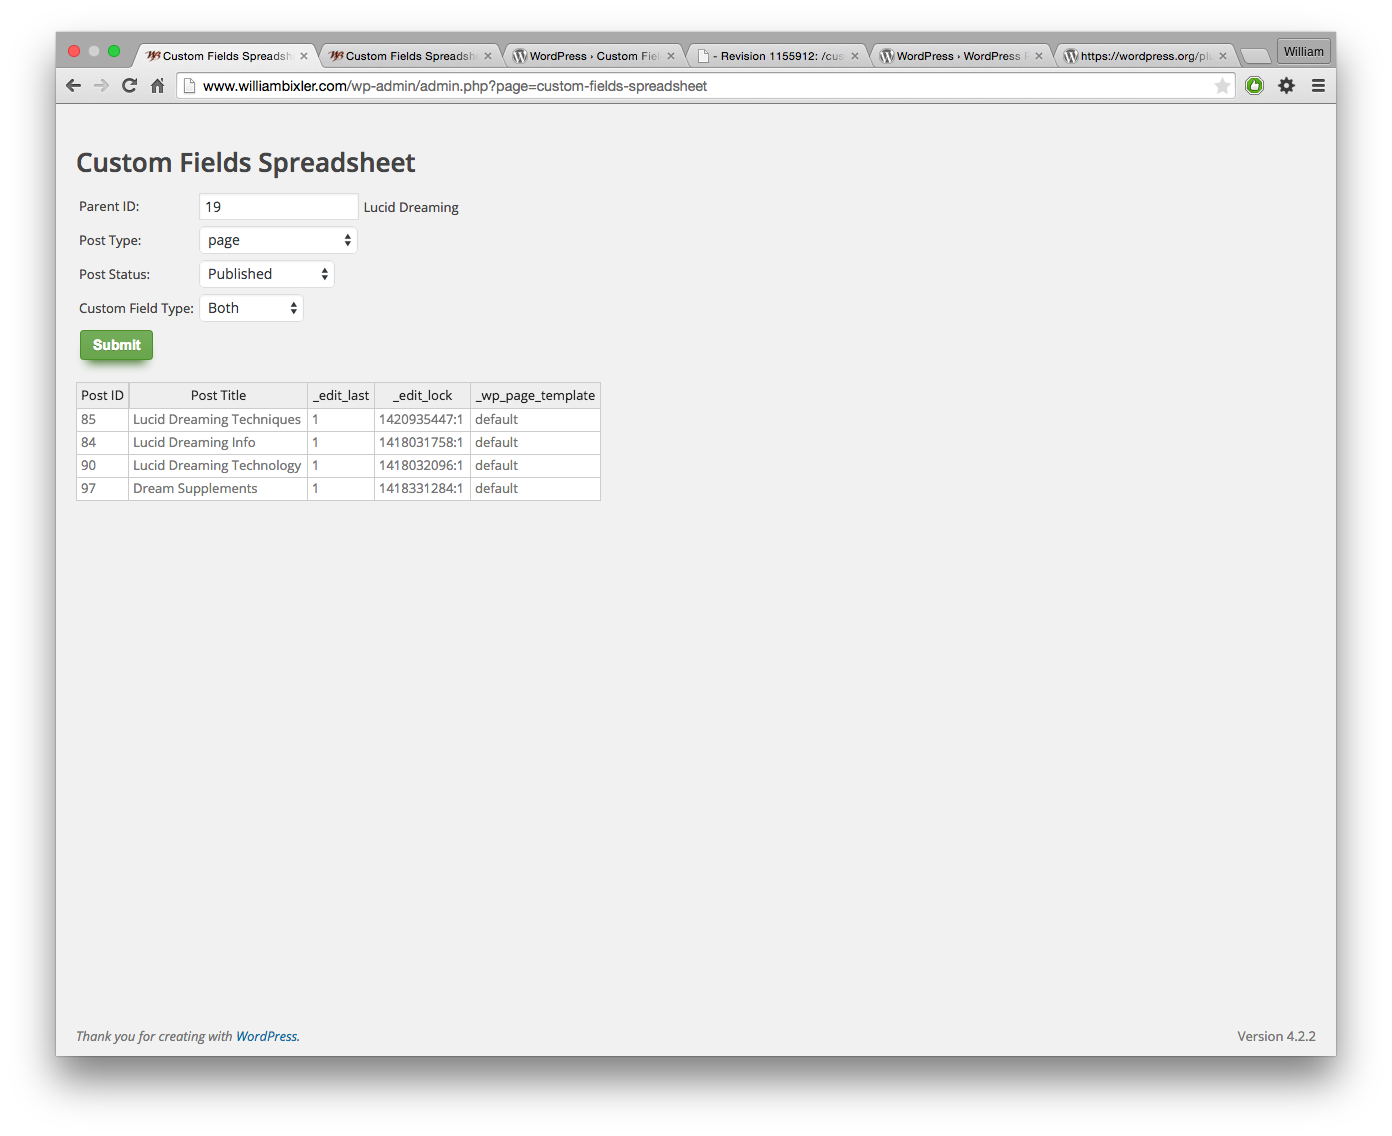 Custom Fields Spreadsh
Custom Fields Spreadsh
WordPress › Custom Fiel
- Revision 1155912: /cus
WordPress › WordPress P
https://wordpress.org/plu
William
www.williambixler.com/wp-admin/admin.php?page=custom-fields-spreadsheet
Custom Fields Spreadsheet
Parent ID: 19 Lucid Dreaming
Post Type: page
Post Status: Published
Custom Field Type: Both
Submit
Post ID Post Title _edit_last _edit_lock _wp_page_template
85 Lucid Dreaming Techniques 1 1420935447:1 default
84 Lucid Dreaming Info 1 1418031758:1 default
90 Lucid Dreaming Technology 1 1418032096:1 default
97 Dream Supplements 1 1418331284:1 default
Thank you for creating with WordPress. Version 4.2.2